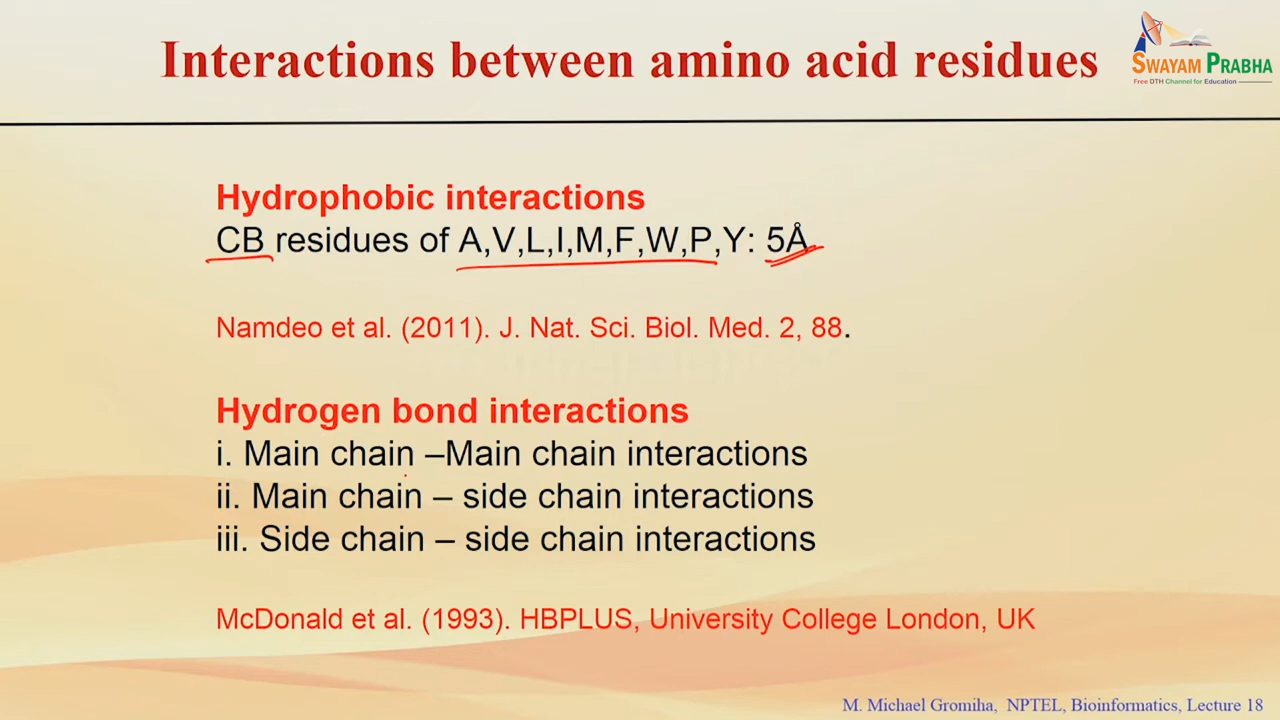 Interactions between amino acid residues
SWAYAM PRABHA
Free DTH Channel for Education
Hydrophobic interactions
CB residues of A,V,L,I,M,F,W,P,Y: 5Å
Namdeo et al. (2011). J. Nat. Sci. Biol. Med. 2, 88.
Hydrogen bond interactions
i. Main chain –Main chain interactions
ii. Main chain – side chain interactions
iii. Side chain – side chain interactions
McDonald et al. (1993). HBPLUS, University College London, UK
M. Michael Gromiha, NPTEL, Bioinformatics, Lecture 18